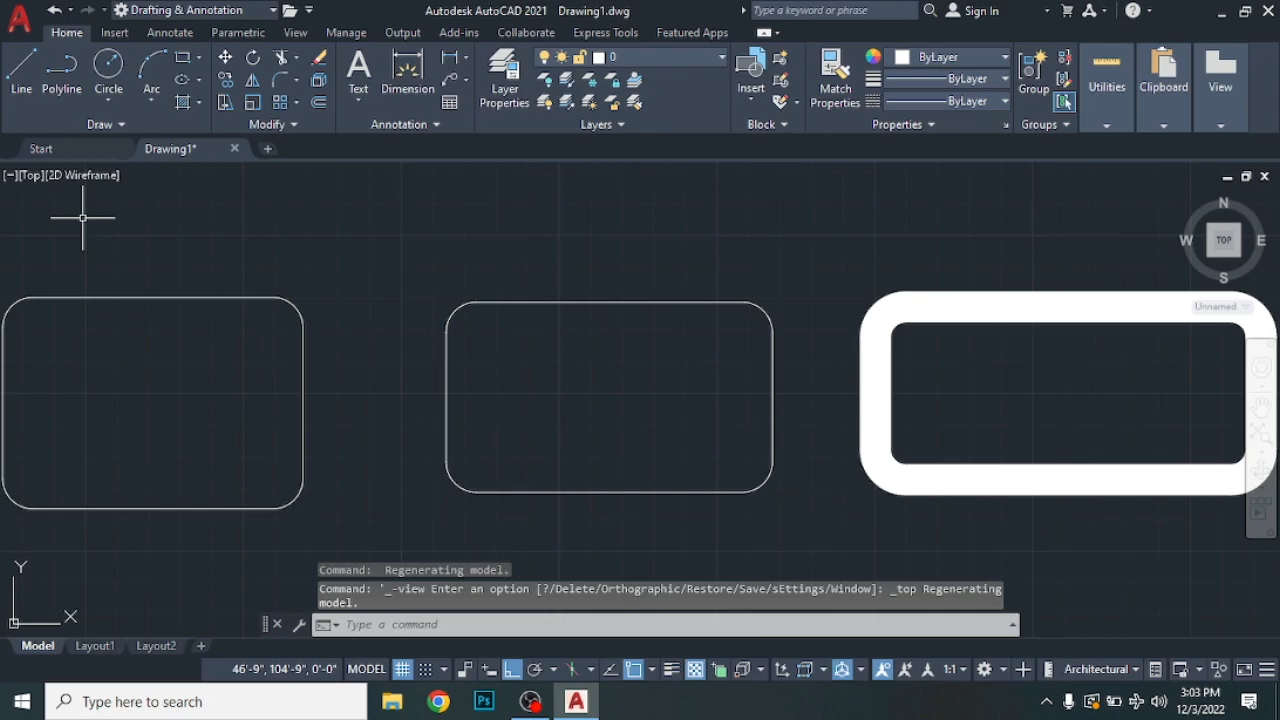 Drafting & Annotation
Autodesk AutoCAD 2021 Drawing1.dwg
Type a keyword or phrase
Sign In
Home Insert Annotate Parametric View Manage Output Add-ins Collaborate Express Tools Featured Apps
0
ByLayer
ByLayer
ByLayer
Line Polyline Circle Arc
Text Dimension
Layer Properties
Insert
Match Properties
Group
Utilities
Clipboard
View
Draw Modify Annotation Layers Block Properties Groups
Start Drawing1*
[−][Top][2D Wireframe]
N
W TOP E
S
Unnamed
Command: Regenerating model.
Command: '_-view Enter an option [?/Delete/Orthographic/Restore/Save/sEttings/Window]: _top Regenerating
model.
Y
X
Type a command
Model Layout1 Layout2
46'-9", 104'-9", 0'-0" MODEL 1:1 Architectural
Type here to search
Ps
A
3:03 PM
12/3/2022